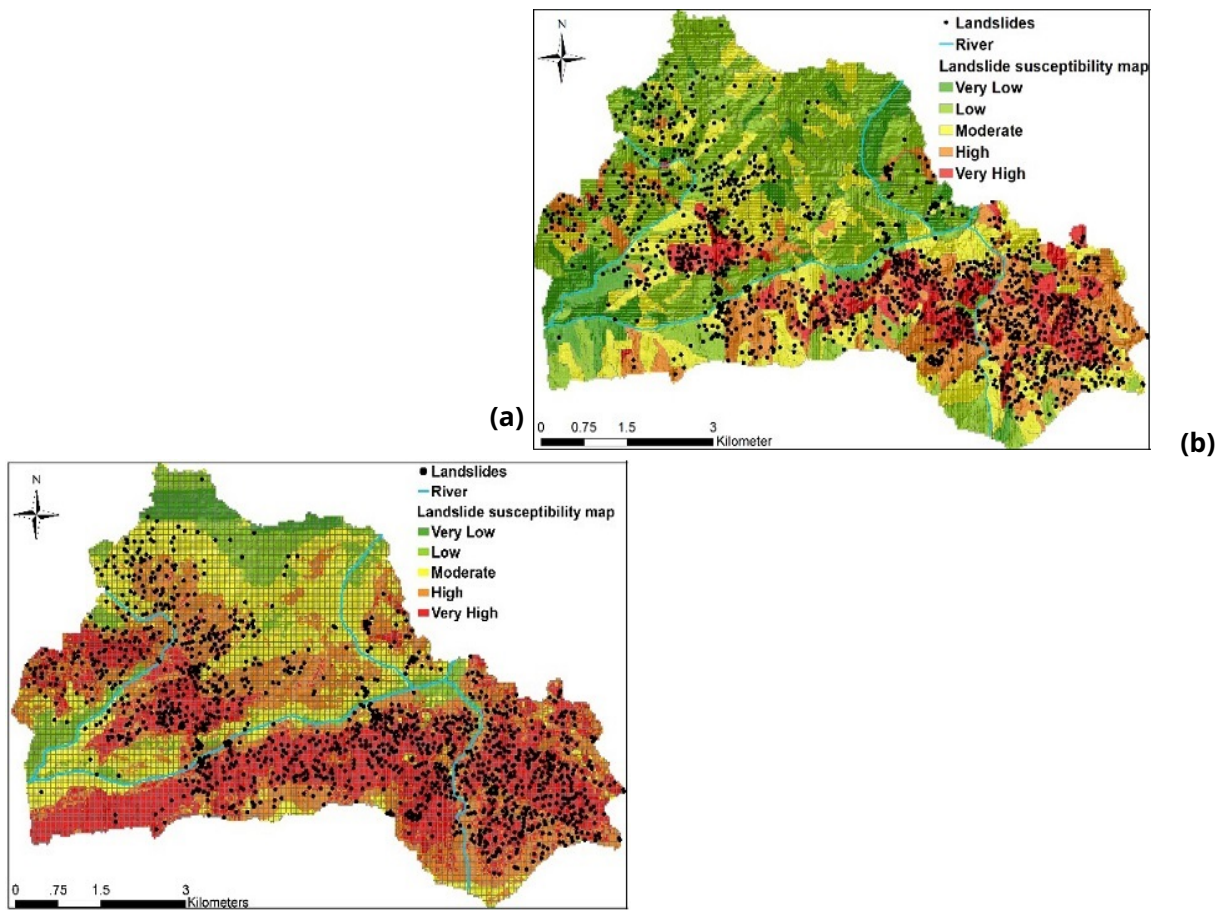 Landslides
N
River
Landslide susceptibility map
Very Low
Low
Moderate
High
Very High
(a)
0 0.75 1.5 3
Kilometer
(b)
Landslides
N
River
Landslide susceptibility map
Very Low
Low
Moderate
High
Very High
0 .75 1.5 3
Kilometers